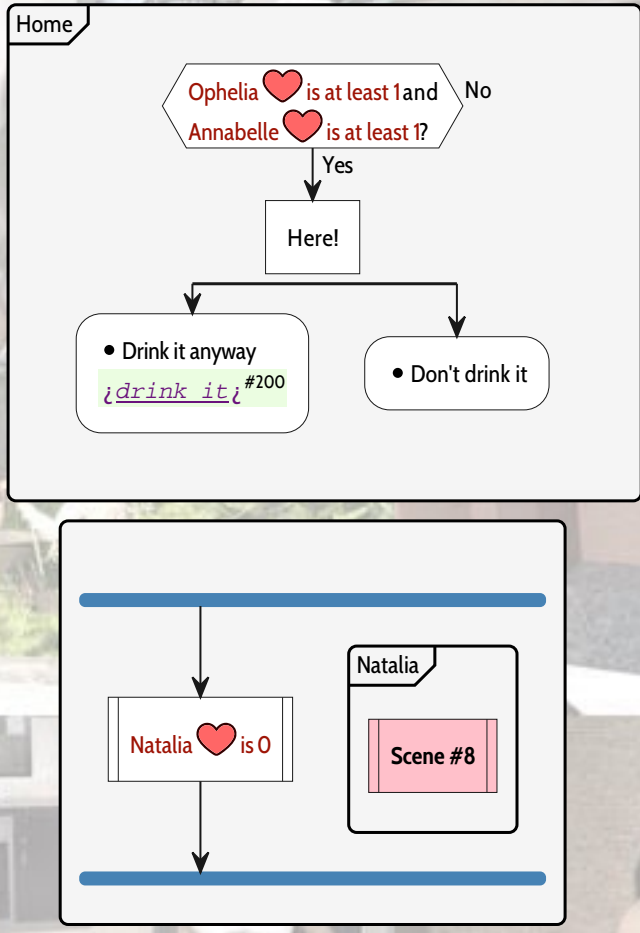 Home
Ophelia is at least 1 and
Annabelle is at least 1?
No
Yes
Here!
• Drink it anyway
¿drink it¿ #200
• Don't drink it
Natalia is 0
Natalia
Scene #8